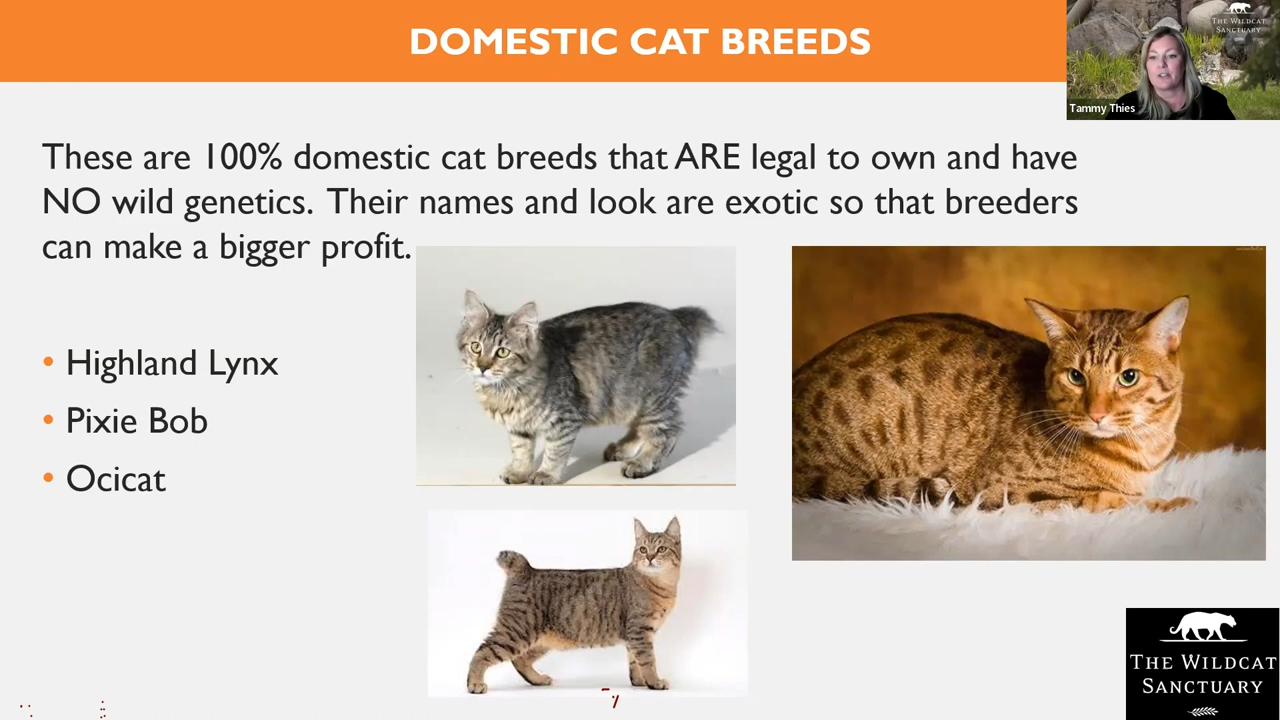 DOMESTIC CAT BREEDS
THE WILDCAT
SANCTUARY
Tammy Thies
These are 100% domestic cat breeds that ARE legal to own and have
NO wild genetics. Their names and look are exotic so that breeders
can make a bigger profit.
• Highland Lynx
• Pixie Bob
• Ocicat
THE WILDCAT
SANCTUARY